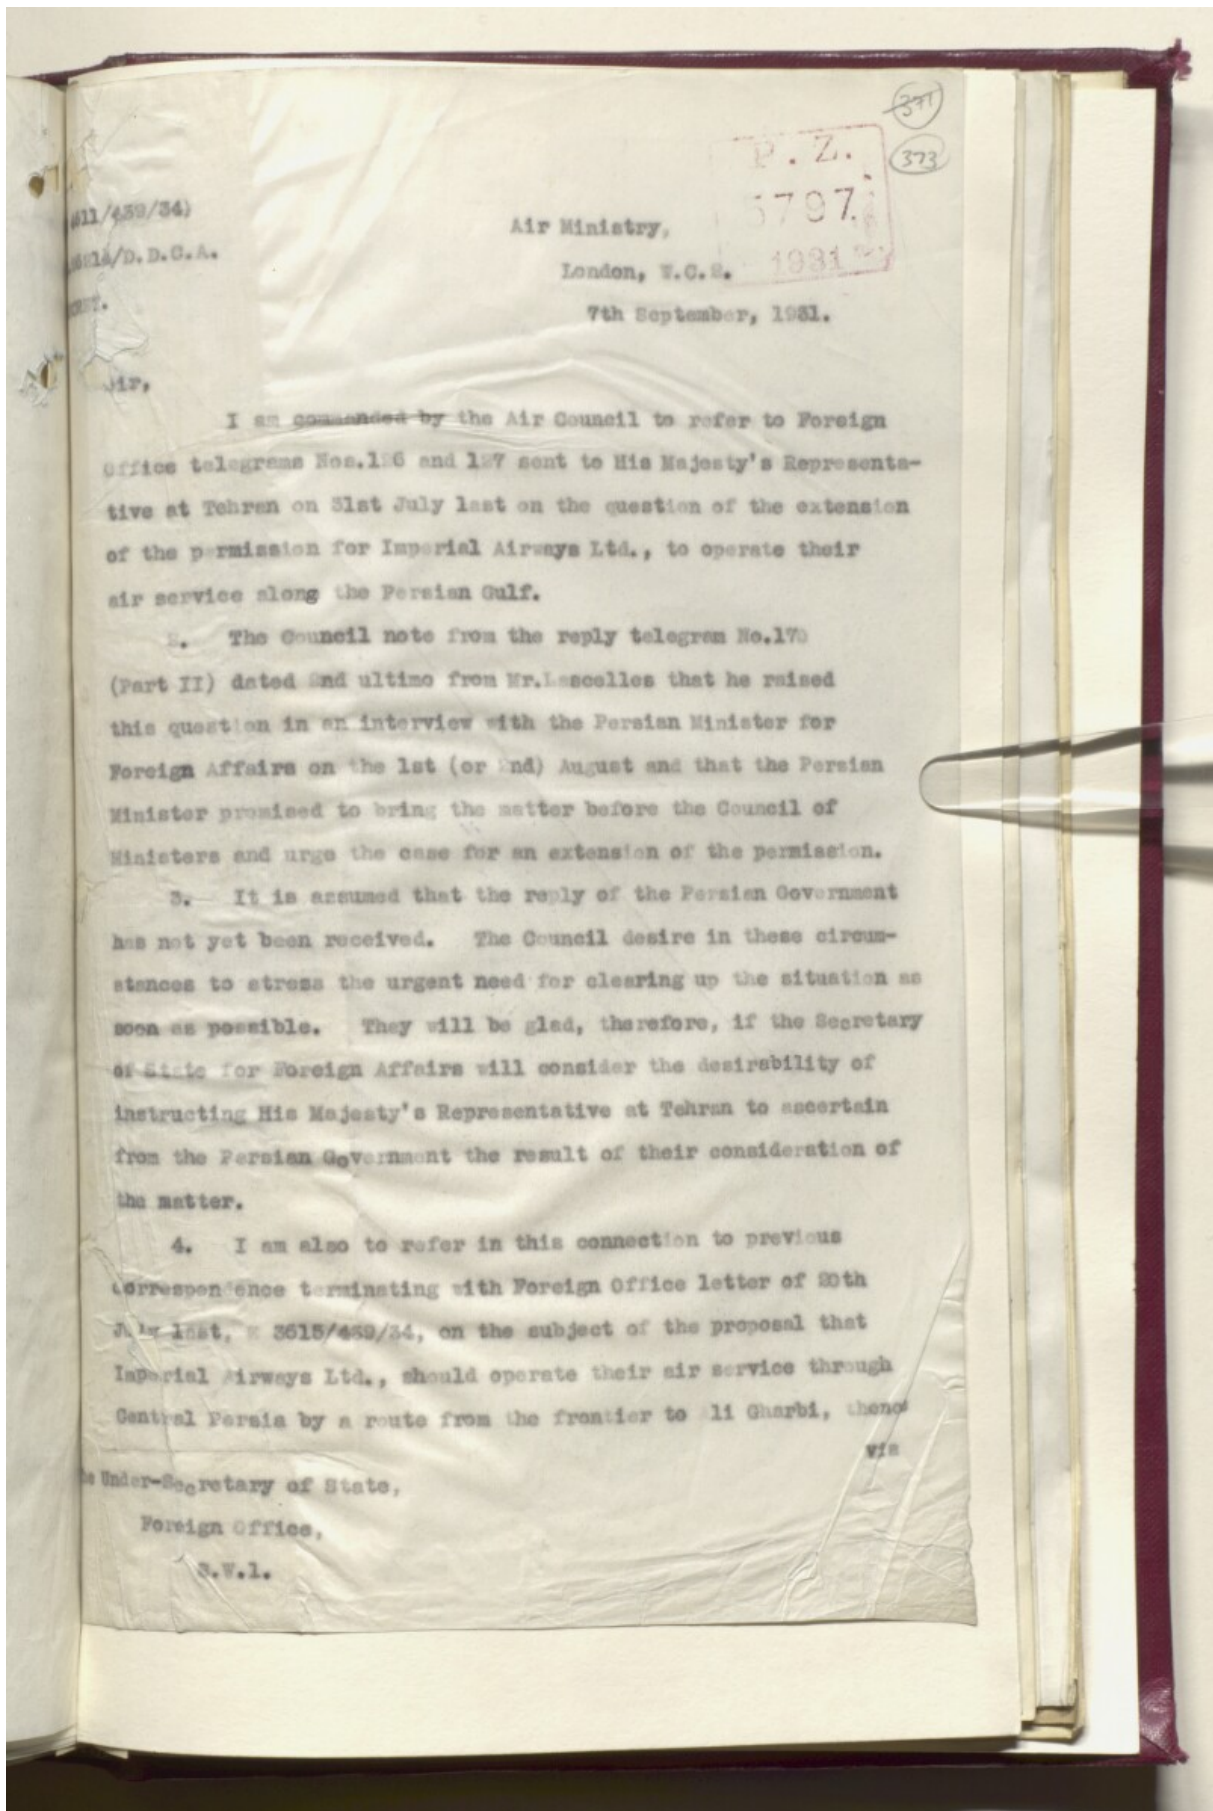 371
373
P. Z.
5797.
1931
4611/439/34)
/D.D.C.A.
Air Ministry,
London, W.C.2.
7th September, 1931.
Sir,
I am commanded by the Air Council to refer to Foreign
Office telegrams Nos.126 and 127 sent to His Majesty's Representa-
tive at Tehran on 31st July last on the question of the extension
of the permission for Imperial Airways Ltd., to operate their
air service along the Persian Gulf.
2. The Council note from the reply telegram No.170
(Part II) dated 2nd ultimo from Mr.Lascelles that he raised
this question in an interview with the Persian Minister for
Foreign Affairs on the 1st (or 2nd) August and that the Persian
Minister promised to bring the matter before the Council of
Ministers and urge the case for an extension of the permission.
3. It is assumed that the reply of the Persian Government
has not yet been received. The Council desire in these circum-
stances to stress the urgent need for clearing up the situation as
soon as possible. They will be glad, therefore, if the Secretary
of State for Foreign Affairs will consider the desirability of
instructing His Majesty's Representative at Tehran to ascertain
from the Persian Government the result of their consideration of
the matter.
4. I am also to refer in this connection to previous
correspondence terminating with Foreign Office letter of 20th
July last, E 3615/439/34, on the subject of the proposal that
Imperial Airways Ltd., should operate their air service through
Central Persia by a route from the frontier to Ali Gharbi, thence
via
he Under-Secretary of State,
Foreign Office,
S.W.1.